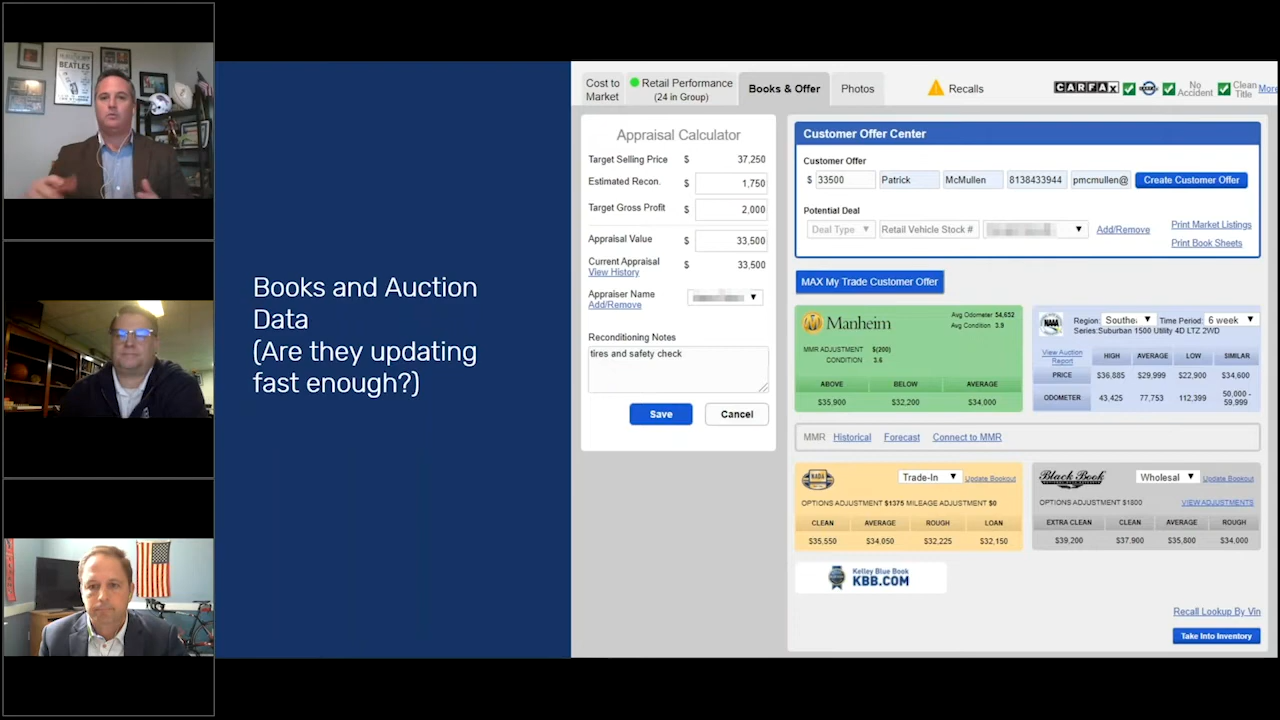 BEATLES
Books and Auction
Data
(Are they updating
fast enough?)
Cost to
Market
Retail Performance
(24 in Group)
Books & Offer
Photos
Recalls
CARFAX
No
Accident
Clean
Title
More
Appraisal Calculator
Target Selling Price $ 37,250
Estimated Recon. $ 1,750
Target Gross Profit $ 2,000
Appraisal Value $ 33,500
Current Appraisal $ 33,500
View History
Appraiser Name
Add/Remove
Reconditioning Notes
tires and safety check
Save
Cancel
Customer Offer Center
Customer Offer
$ 33500 Patrick McMullen 8138433944 pmcmullen@ Create Customer Offer
Potential Deal
Deal Type Retail Vehicle Stock # Add/Remove
Print Market Listings
Print Book Sheets
MAX My Trade Customer Offer
Manheim
Avg Odometer 54,652
Avg Condition 3.9
MMR ADJUSTMENT $(200)
CONDITION 3.6
ABOVE BELOW AVERAGE
$35,900 $32,200 $34,000
NAAA
Region: Southea Time Period: 6 week
Series:Suburban 1500 Utility 4D LTZ 2WD
View Auction
Report
HIGH AVERAGE LOW SIMILAR
PRICE $36,885 $29,999 $22,900 $34,600
ODOMETER 43,425 77,753 112,399 50,000 -
59,999
MMR Historical Forecast Connect to MMR
NADA
Trade-In Update Bookout
OPTIONS ADJUSTMENT $1375 MILEAGE ADJUSTMENT $0
CLEAN AVERAGE ROUGH LOAN
$35,550 $34,050 $32,225 $32,150
Black Book
Wholesal Update Bookout
OPTIONS ADJUSTMENT $1800 VIEW ADJUSTMENTS
EXTRA CLEAN CLEAN AVERAGE ROUGH
$39,200 $37,900 $35,800 $34,000
Kelley Blue Book
KBB.COM
Recall Lookup By Vin
Take Into Inventory